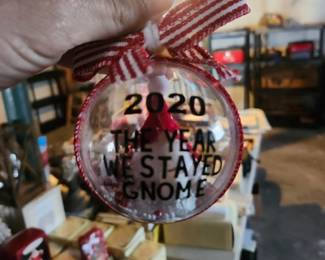 2020
THE YEAR
WE STAYED
GNOME